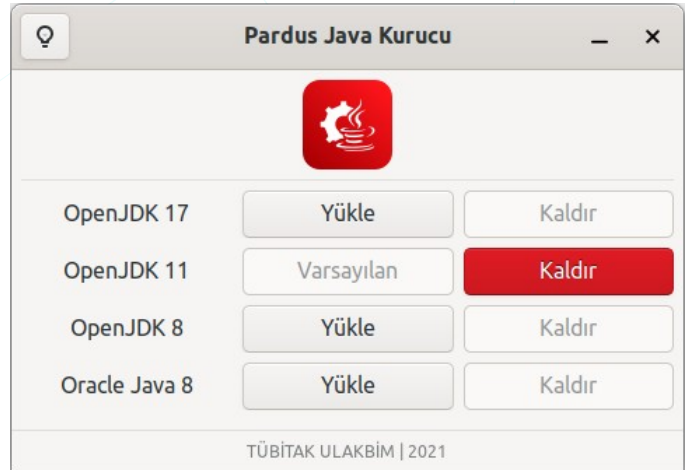 Pardus Java Kurucu
OpenJDK 17 Yükle Kaldır
OpenJDK 11 Varsayılan Kaldır
OpenJDK 8 Yükle Kaldır
Oracle Java 8 Yükle Kaldır
TÜBİTAK ULAKBİM | 2021